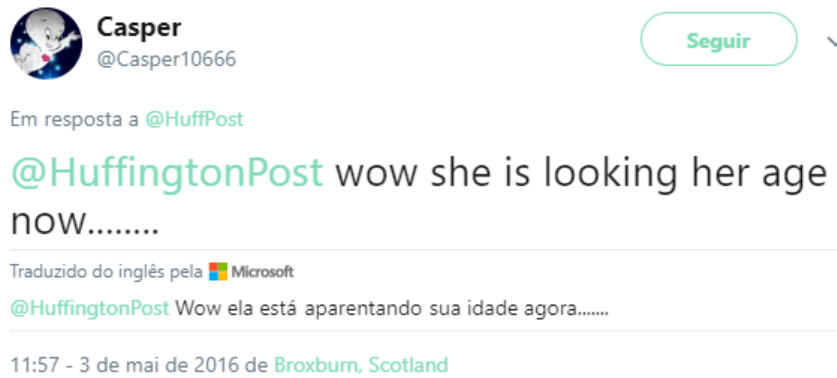 Casper
@Casper10666
Seguir
Em resposta a @HuffPost
@HuffingtonPost wow she is looking her age
now........
Traduzido do inglês pela Microsoft
@HuffingtonPost Wow ela está aparentando sua idade agora.......
11:57 - 3 de mai de 2016 de Broxburn, Scotland